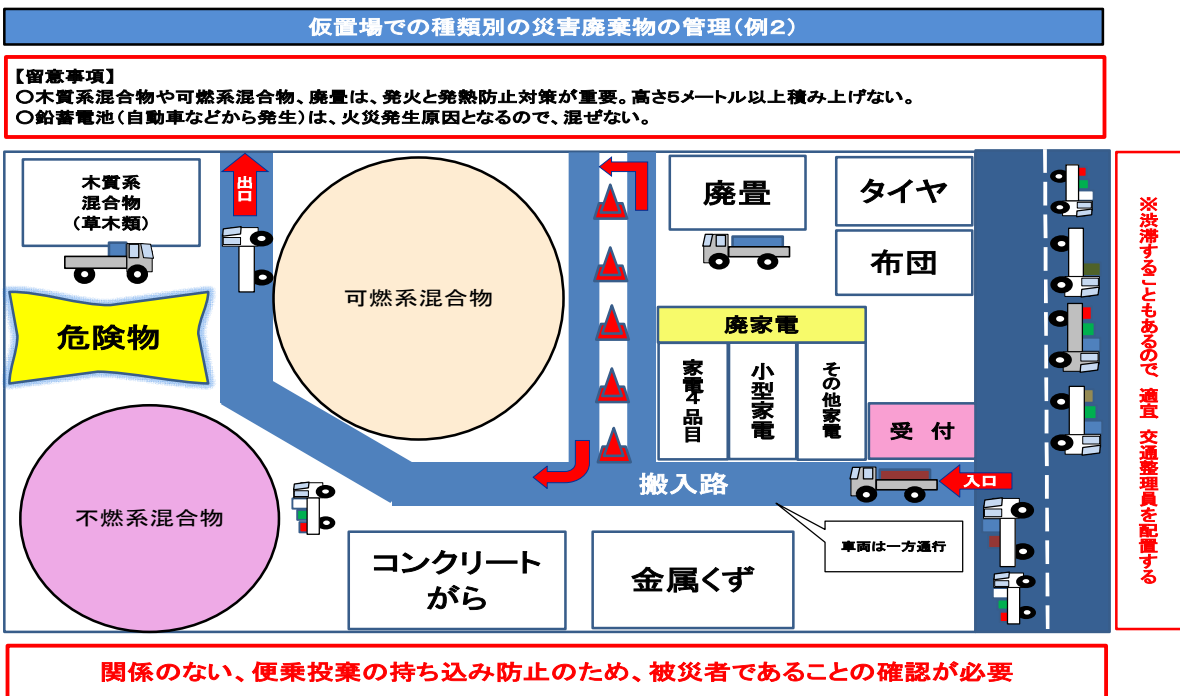 仮置場での種類別の災害廃棄物の管理(例2)
【留意事項】
○木質系混合物や可燃系混合物、廃畳は、発火と発熱防止対策が重要。高さ5メートル以上積み上げない。
○鉛蓄電池(自動車などから発生)は、火災発生原因となるので、混ぜない。
木質系
混合物
(草木類)
出口
廃畳
タイヤ
布団
可燃系混合物
危険物
廃家電
家電4品目
小型家電
その他家電
受 付
搬入路
入口
不燃系混合物
車両は一方通行
コンクリート
がら
金属くず
※渋滞することもあるので、適宜、交通整理員を配置する
関係のない、便乗投棄の持ち込み防止のため、被災者であることの確認が必要